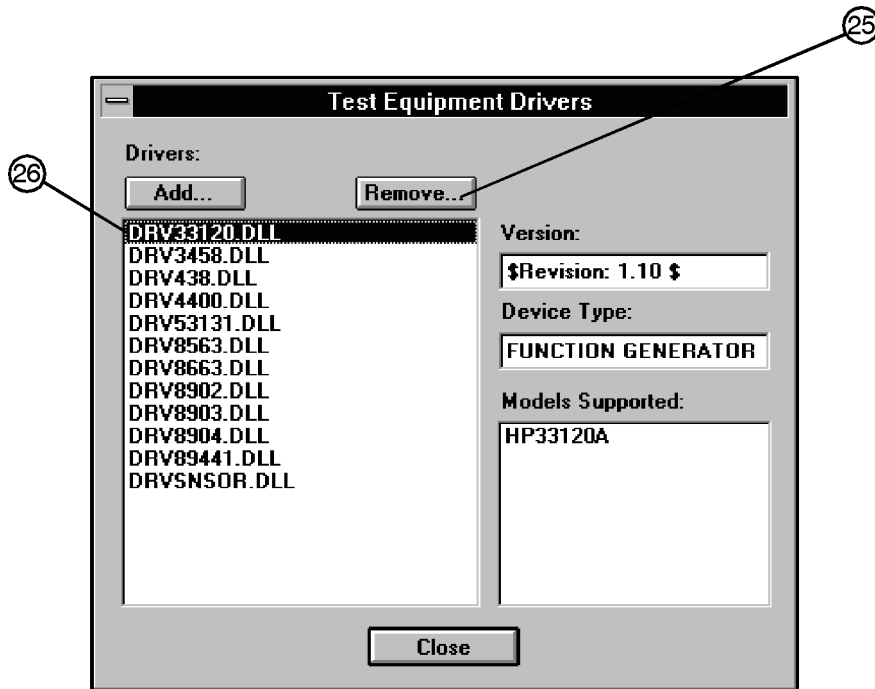 25
Test Equipment Drivers
Drivers:
26
Add...
Remove...
DRV33120.DLL
DRV3458.DLL
DRV438.DLL
DRV4400.DLL
DRV53131.DLL
DRV8563.DLL
DRV8663.DLL
DRV8902.DLL
DRV8903.DLL
DRV8904.DLL
DRV89441.DLL
DRVSNSOR.DLL
Version:
$Revision: 1.10 $
Device Type:
FUNCTION GENERATOR
Models Supported:
HP33120A
Close